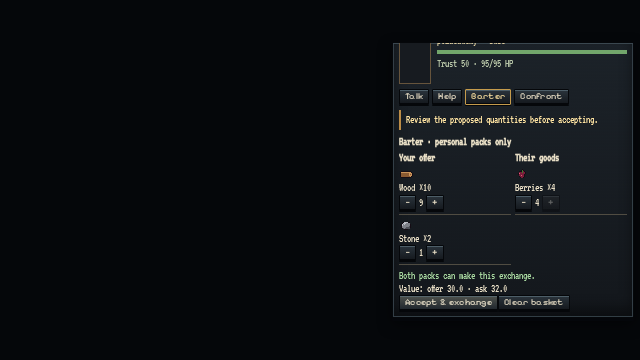 Trust 50 · 95/95 HP
Talk Help Barter Confront
Review the proposed quantities before accepting.
Barter · personal packs only
Your offer Their goods
Wood X10 Berries X4
- 9 + - 4 +
Stone X2
- 1 +
Both packs can make this exchange.
Value: offer 30.0 · ask 32.0
Accept & exchange Clear basket